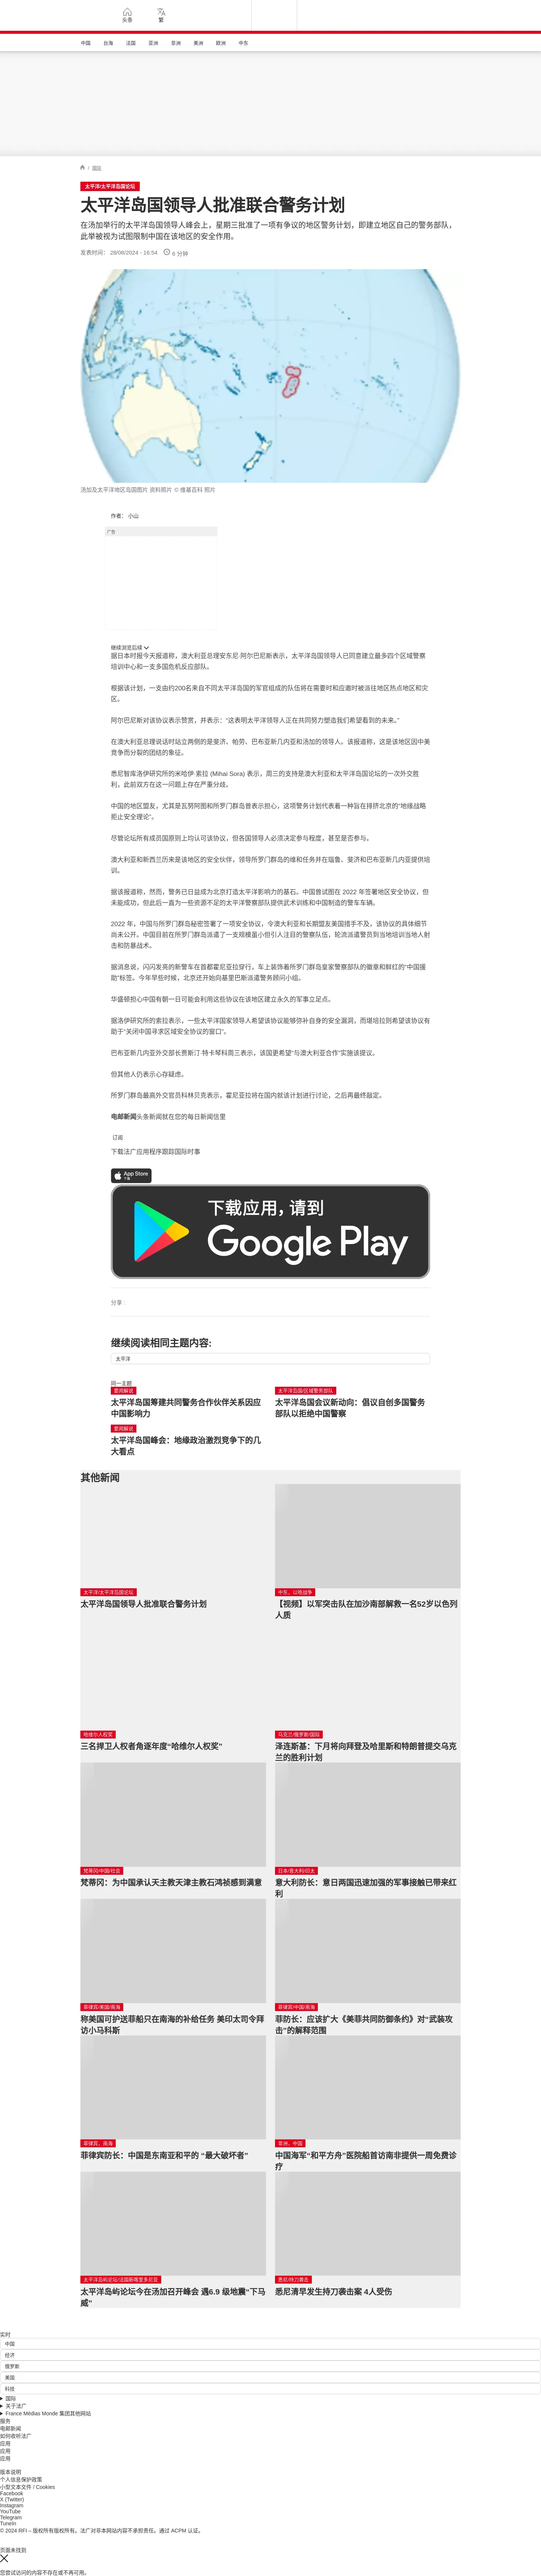 头条
繁
中国 台海 法国 亚洲 非洲 美洲 欧洲 中东
/ 国际
太平洋/太平洋岛国论坛
太平洋岛国领导人批准联合警务计划
在汤加举行的太平洋岛国领导人峰会上，星期三批准了一项有争议的地区警务计划，即建立地区自己的警务部队，
此举被视为试图限制中国在该地区的安全作用。
发表时间： 28/08/2024 - 16:54 6 分钟
汤加及太平洋地区岛国图片 资料照片 © 维基百科 照片
作者： 小山
广告
继续浏览后续
据日本时报今天报道称，澳大利亚总理安东尼·阿尔巴尼斯表示，太平洋岛国领导人已同意建立最多四个区域警察
培训中心和一支多国危机反应部队。
根据该计划，一支由约200名来自不同太平洋岛国的军官组成的队伍将在需要时和应邀时被派往地区热点地区和灾
区。
阿尔巴尼斯对该协议表示赞赏，并表示：“这表明太平洋领导人正在共同努力塑造我们希望看到的未来。”
在澳大利亚总理说话时站立两侧的是斐济、帕劳、巴布亚新几内亚和汤加的领导人。该报道称，这是该地区因中美
竞争而分裂的团结的象征。
悉尼智库洛伊研究所的米哈伊·索拉 (Mihai Sora) 表示，周三的支持是澳大利亚和太平洋岛国论坛的一次外交胜
利，此前双方在这一问题上存在严重分歧。
中国的地区盟友，尤其是瓦努阿图和所罗门群岛曾表示担心，这项警务计划代表着一种旨在排挤北京的“地缘战略
拒止安全理论”。
尽管论坛所有成员国原则上均认可该协议，但各国领导人必须决定参与程度，甚至是否参与。
澳大利亚和新西兰历来是该地区的安全伙伴，领导所罗门群岛的维和任务并在瑙鲁、斐济和巴布亚新几内亚提供培
训。
据该报道称，然而，警务已日益成为北京打造太平洋影响力的基石。中国曾试图在 2022 年签署地区安全协议，但
未能成功，但此后一直为一些资源不足的太平洋警察部队提供武术训练和中国制造的警车车辆。
2022 年，中国与所罗门群岛秘密签署了一项安全协议，令澳大利亚和长期盟友美国措手不及，该协议的具体细节
尚未公开。中国目前在所罗门群岛派遣了一支规模虽小但引人注目的警察队伍，轮流派遣警员到当地培训当地人射
击和防暴战术。
据消息说，闪闪发亮的新警车在首都霍尼亚拉穿行，车上装饰着所罗门群岛皇家警察部队的徽章和鲜红的“中国援
助”标签。今年早些时候，北京还开始向基里巴斯派遣警务顾问小组。
华盛顿担心中国有朝一日可能会利用这些协议在该地区建立永久的军事立足点。
据洛伊研究所的索拉表示，一些太平洋国家领导人希望该协议能够弥补自身的安全漏洞，而堪培拉则希望该协议有
助于“关闭中国寻求区域安全协议的窗口”。
巴布亚新几内亚外交部长贾斯汀·特卡琴科周三表示，该国更希望“与澳大利亚合作”实施该提议。
但其他人仍表示心存疑虑。
所罗门群岛最高外交官员科林贝克表示，霍尼亚拉将在国内就该计划进行讨论，之后再最终敲定。
电邮新闻头条新闻就在您的每日新闻信里
订阅
下载法广应用程序跟踪国际时事
App Store
下载
下载应用，请到
Google Play
分享 :
继续阅读相同主题内容:
太平洋
同一主题
要闻解说
太平洋岛国筹建共同警务合作伙伴关系因应
中国影响力
太平洋岛国/区域警务部队
太平洋岛国会议新动向：倡议自创多国警务
部队以拒绝中国警察
要闻解说
太平洋岛国峰会：地缘政治激烈竞争下的几
大看点
其他新闻
太平洋/太平洋岛国论坛
太平洋岛国领导人批准联合警务计划
中东、以哈战争
【视频】以军突击队在加沙南部解救一名52岁以色列
人质
哈维尔人权奖
三名捍卫人权者角逐年度“哈维尔人权奖”
乌克兰/俄罗斯/国际
泽连斯基：下月将向拜登及哈里斯和特朗普提交乌克
兰的胜利计划
梵蒂冈/中国/社会
梵蒂冈：为中国承认天主教天津主教石鸿祯感到满意
日本/意大利/印太
意大利防长：意日两国迅速加强的军事接触已带来红
利
菲律宾/美国/南海
称美国可护送菲船只在南海的补给任务 美印太司令拜
访小马科斯
菲律宾/中国/南海
菲防长：应该扩大《美菲共同防御条约》对“武装攻
击”的解释范围
菲律宾，南海
菲律宾防长：中国是东南亚和平的 “最大破坏者”
非洲、中国
中国海军“和平方舟”医院船首访南非提供一周免费诊
疗
太平洋岛屿论坛/法国新喀里多尼亚
太平洋岛屿论坛今在汤加召开峰会 遇6.9 级地震"下马
威"
悉尼/持刀袭击
悉尼清早发生持刀袭击案 4人受伤
实时
中国
经济
俄罗斯
美国
科技
国际
关于法广
France Médias Monde 集团其他网站
服务
电邮新闻
如何收听法广
应用
应用
应用
版本说明
个人信息保护政策
小型文本文件 / Cookies
Facebook
X (Twitter)
Instagram
YouTube
Telegram
TuneIn
© 2024 RFI – 版权所有版权所有。法广对非本网站内容不承担责任。通过 ACPM 认证。
页面未找到
您尝试访问的内容不存在或不再可用。